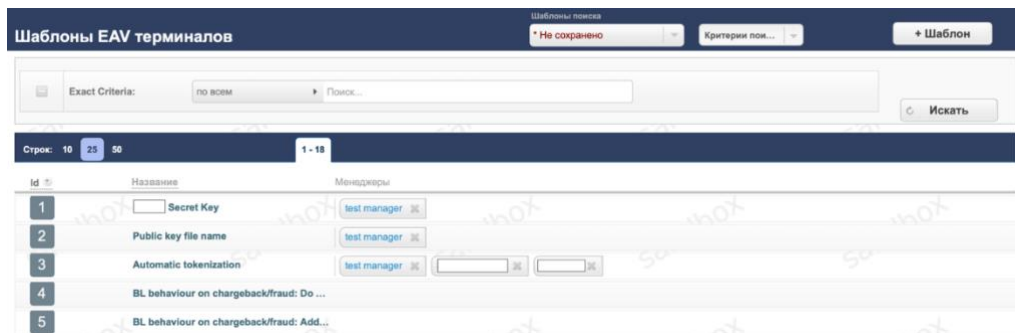 Шаблоны поиска
Шаблоны EAV терминалов
* Не сохранено
Критерии пои...
+ Шаблон
Exact Criteria:
по всем
Поиск...
Искать
Строк: 10 25 50
1 - 18
Id Название Менеджеры
1 Secret Key test manager
2 Public key file name test manager
3 Automatic tokenization test manager
4 BL behaviour on chargeback/fraud: Do ...
5 BL behaviour on chargeback/fraud: Add...